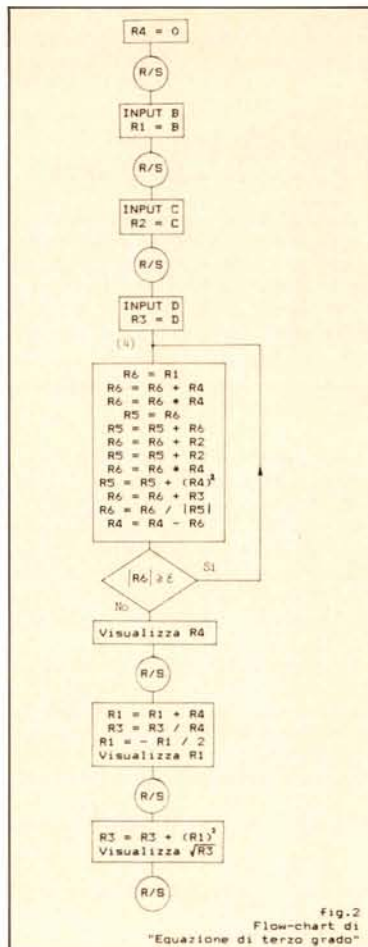 R4 = 0
R/S
INPUT B
R1 = B
R/S
INPUT C
R2 = C
R/S
INPUT D
R3 = D
(4)
R6 = R1
R6 = R6 + R4
R6 = R6 * R4
R5 = R6
R5 = R5 + R6
R6 = R6 + R2
R5 = R5 + R2
R6 = R6 * R4
R5 = R5 + (R4)²
R6 = R6 + R3
R6 = R6 / |R5|
R4 = R4 - R6
|R6| ⩾ ε
Si
No
Visualizza R4
R/S
R1 = R1 + R4
R3 = R3 / R4
R1 = - R1 / 2
Visualizza R1
R/S
R3 = R3 + (R1)²
Visualizza √R3
R/S
fig.2
Flow-chart di
"Equazione di terzo grado"